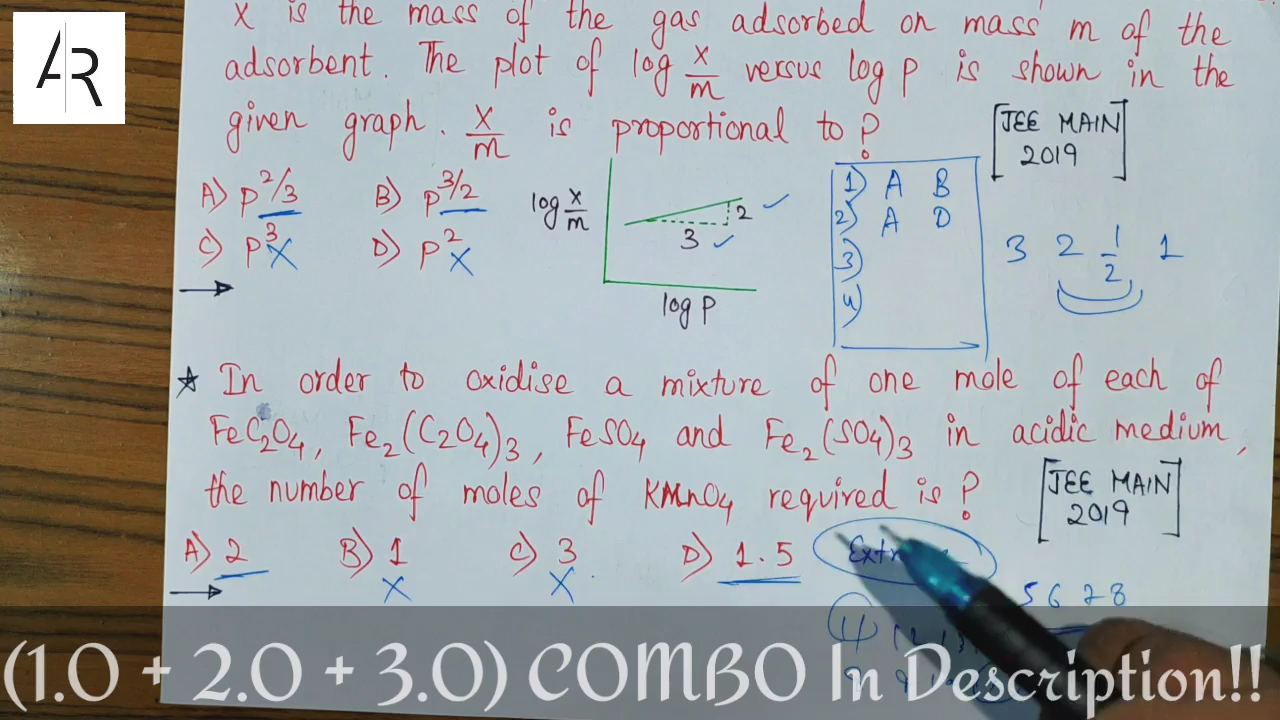 AR
x is the mass of the gas adsorbed on mass m of the
adsorbent. The plot of log x/m versus log p is shown in the
given graph. x/m is proportional to?
[JEE MAIN 2019]
A) p^2/3 B) p^3/2
C) p^3 X D) p^2 X
log x/m
2
3
log P
1) A B
2) A D
3)
4)
3 2 1/2 1
★ In order to oxidise a mixture of one mole of each of
FeC2O4, Fe2(C2O4)3, FeSO4 and Fe2(SO4)3 in acidic medium,
the number of moles of KMnO4 required is?
[JEE MAIN 2019]
A) 2 B) 1 C) 3 D) 1.5
X X
5 6 7 8
(1.0 + 2.0 + 3.0) COMBO In Description!!